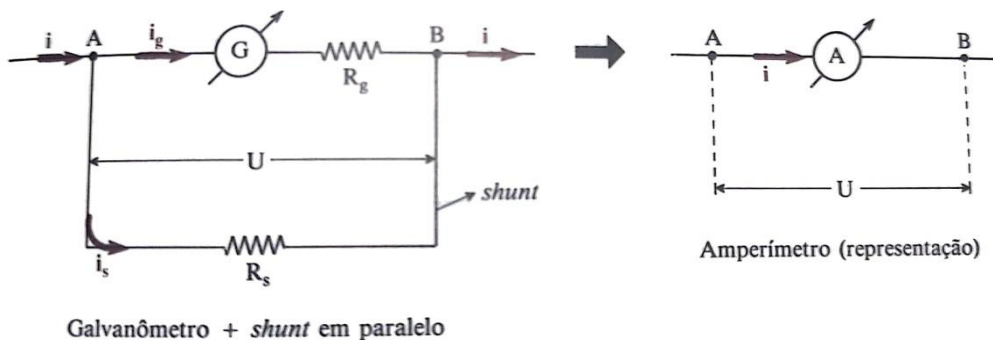 i A i_g G R_g B i
U
shunt
i_s R_s
Galvanômetro + shunt em paralelo
A i A B
U
Amperímetro (representação)